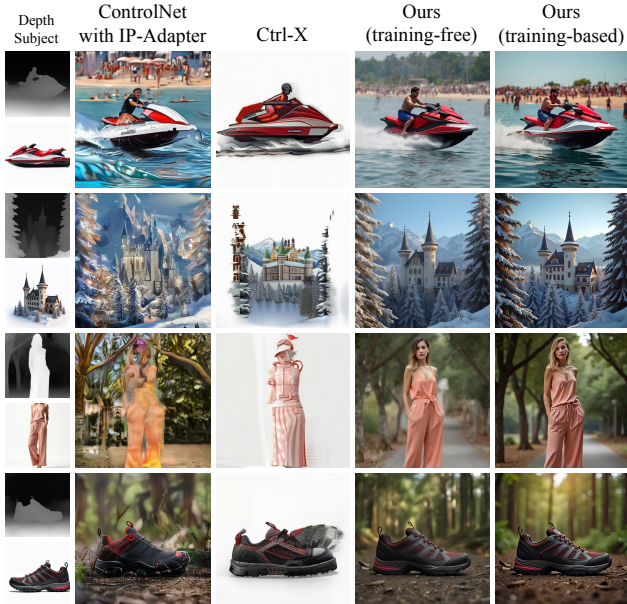 Depth
Subject
ControlNet
with IP-Adapter
Ctrl-X
Ours
(training-free)
Ours
(training-based)